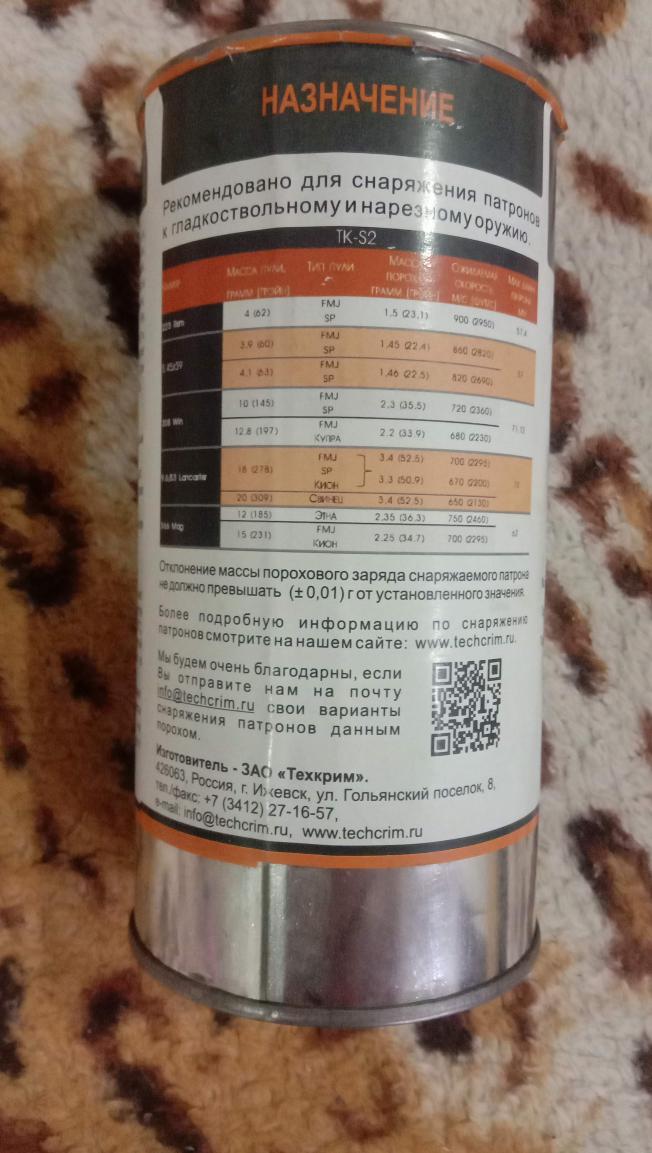 НАЗНАЧЕНИЕ
Рекомендовано для снаряжения патронов
к гладкоствольному и нарезному оружию.
TK-S2
Масса пули, грамм (гройн) Тип пули Масса пороха, грамм (гройн) Ожидаемая скорость м/с (фут/с)
4 (62) FMJ SP 1.5 (23,1) 900 (2950) 57.4
5.45х39 3.9 (60) FMJ SP 1,45 (22.4) 860 (2820) 57
4.1 (63) FMJ SP 1,46 (22.5) 820 (2690)
308 Win 10 (145) FMJ SP 2.3 (35.5) 720 (2360)
12.8 (197) FMJ КУПРА 2.2 (33.9) 680 (2230)
Lancaster 18 (278) FMJ SP КИОН 3.4 (52.5) 700 (2295)
3.3 (50.9) 670 (2200)
20 (309) Свинец 3.4 (52.5) 650 (2130)
366 Mag 12 (185) ЭТНА 2.35 (36.3) 750 (2460)
15 (231) FMJ КИОН 2.25 (34.7) 700 (2295)
Отклонение массы порохового заряда снаряжаемого патрона
не должно превышать (± 0,01) г от установленного значения.
Более подробную информацию по снаряжению
патронов смотрите на нашем сайте: www.techcrim.ru.
Мы будем очень благодарны, если
Вы отправите нам на почту
info@techcrim.ru свои варианты
снаряжения патронов данным
порохом.
Изготовитель - ЗАО «Техкрим».
426063, Россия, г. Ижевск, ул. Гольянский поселок, 8,
тел./факс: +7 (3412) 27-16-57,
e-mail: info@techcrim.ru, www.techcrim.ru